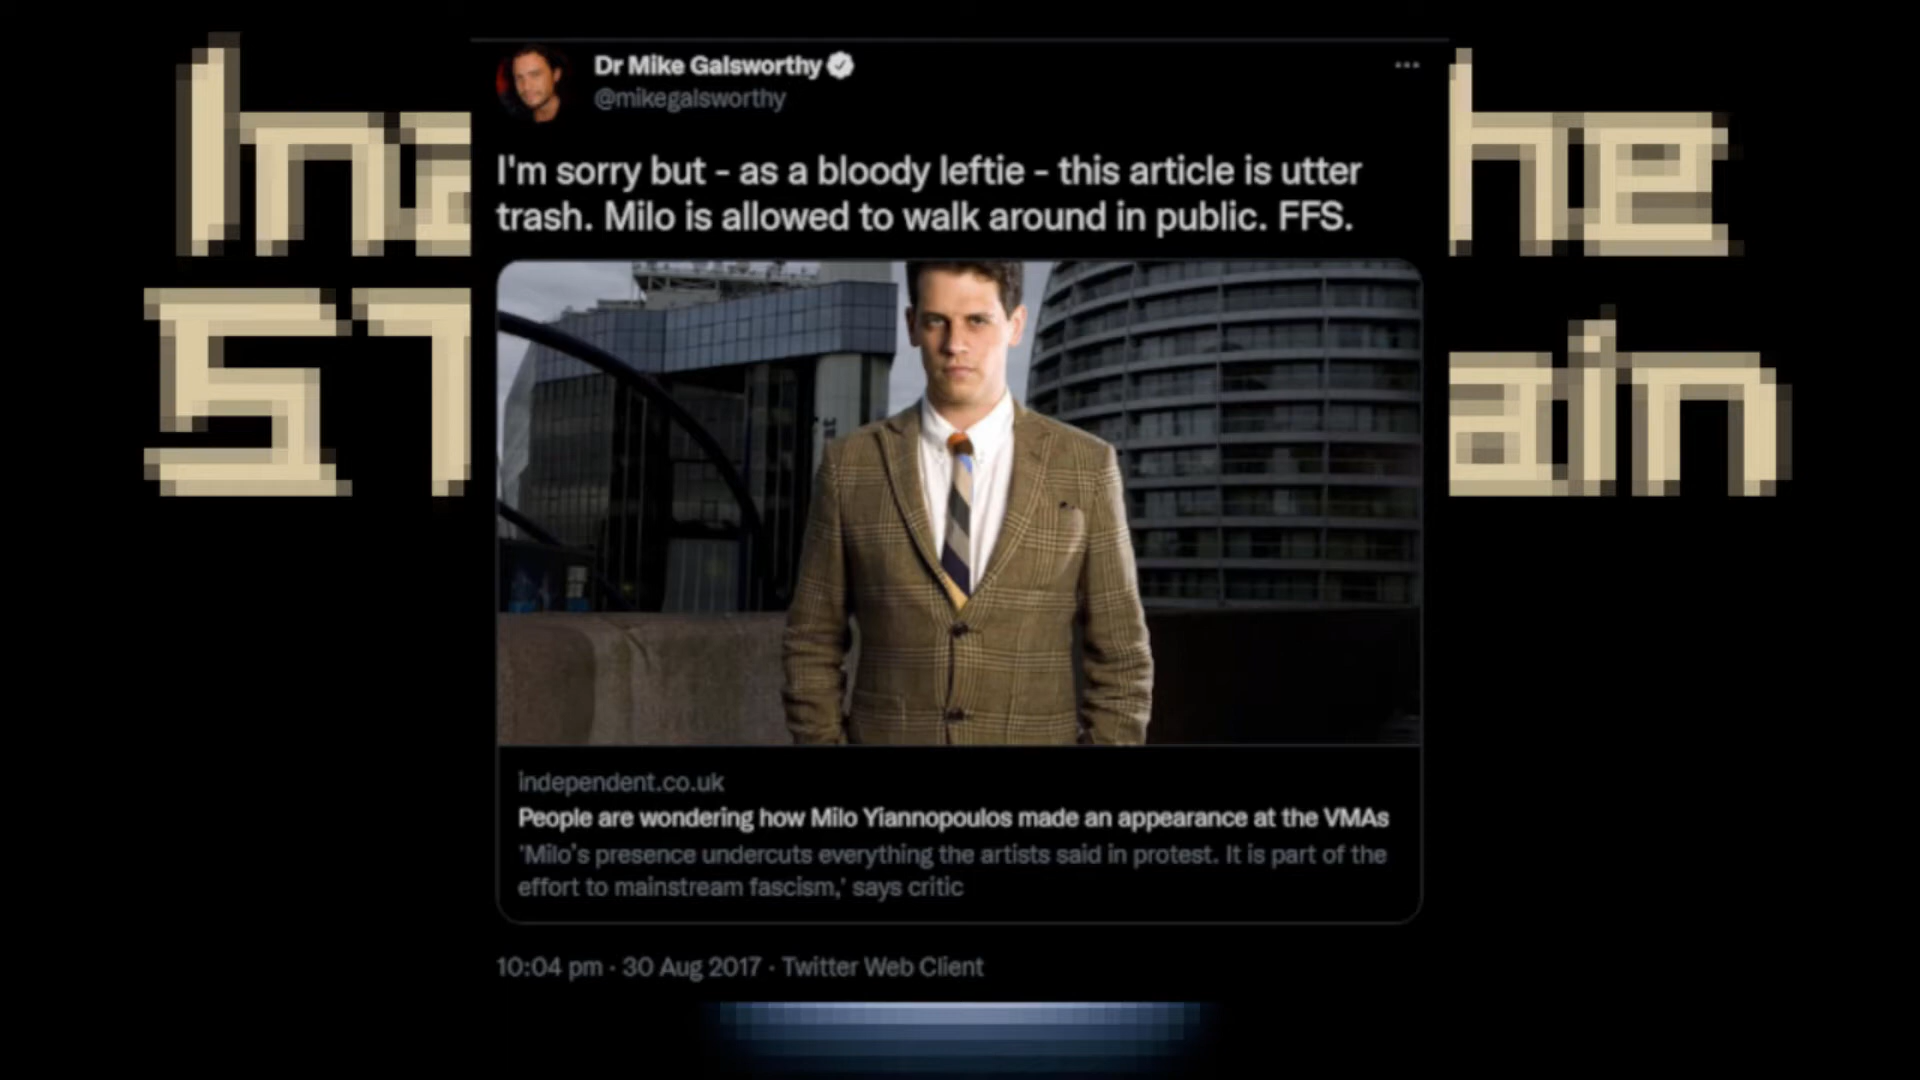 Dr Mike Galsworthy
@mikegalsworthy
I'm sorry but - as a bloody leftie - this article is utter
trash. Milo is allowed to walk around in public. FFS.
independent.co.uk
People are wondering how Milo Yiannopoulos made an appearance at the VMAs
'Milo's presence undercuts everything the artists said in protest. It is part of the
effort to mainstream fascism,' says critic
10:04 pm · 30 Aug 2017 · Twitter Web Client